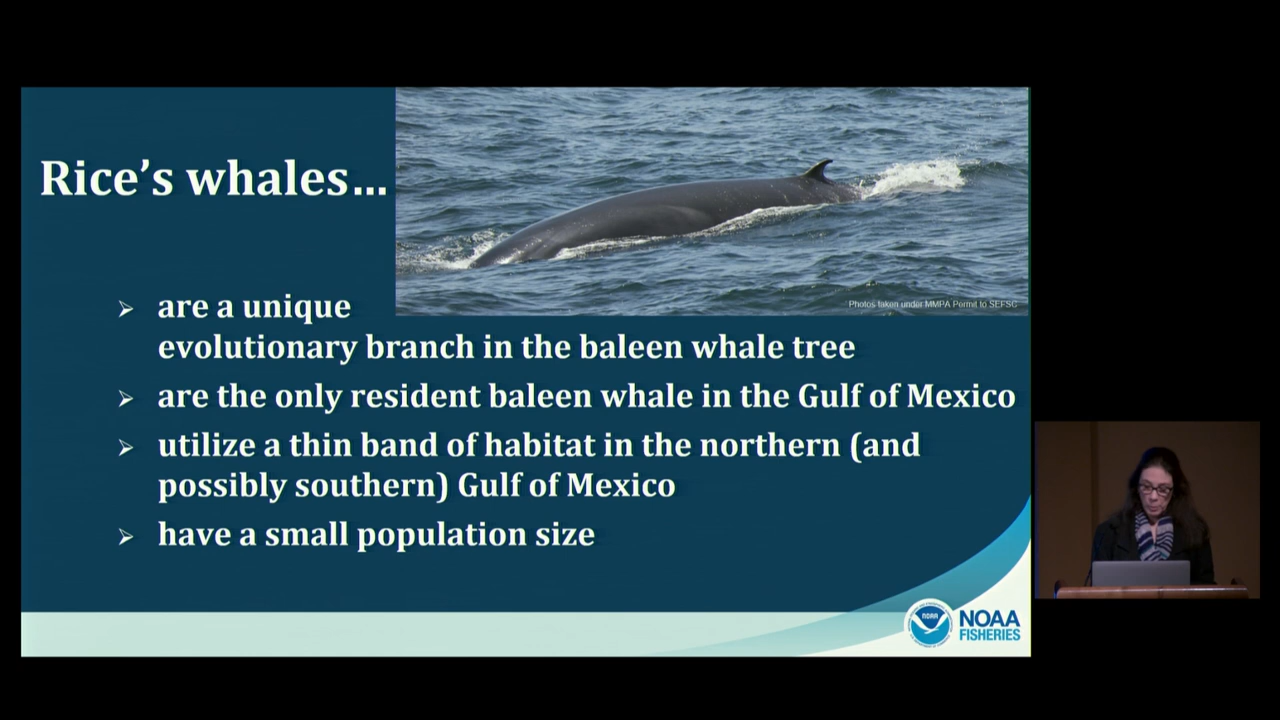 Rice’s whales...
Photos taken under MMPA Permit to SEFSC
are a unique
evolutionary branch in the baleen whale tree
are the only resident baleen whale in the Gulf of Mexico
utilize a thin band of habitat in the northern (and
possibly southern) Gulf of Mexico
have a small population size
NOAA
NOAA
FISHERIES